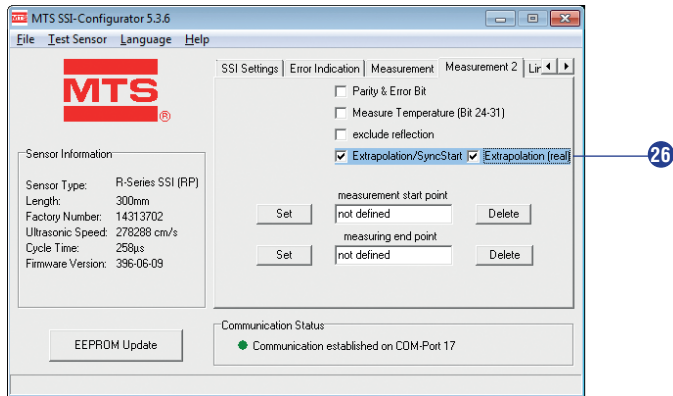 MTS SSI-Configurator 5.3.6
File Test Sensor Language Help
MTS
®
SSI Settings Error Indication Measurement Measurement 2 Lir
Parity & Error Bit
Measure Temperature (Bit 24-31)
exclude reflection
Extrapolation/SyncStart Extrapolation (real)
26
Sensor Information
Sensor Type: R-Series SSI (RP)
Length: 300mm
Factory Number: 14313702
Ultrasonic Speed: 278288 cm/s
Cycle Time: 258µs
Firmware Version: 396-06-09
measurement start point
Set not defined Delete
measuring end point
Set not defined Delete
EEPROM Update
Communication Status
Communication established on COM-Port 17